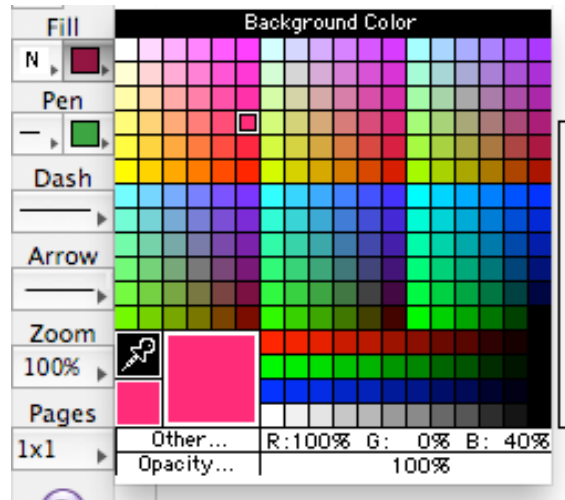 Background Color
Fill
N
Pen
Dash
Arrow
Zoom
100%
Pages
1x1
Other... R:100% G: 0% B: 40%
Opacity... 100%